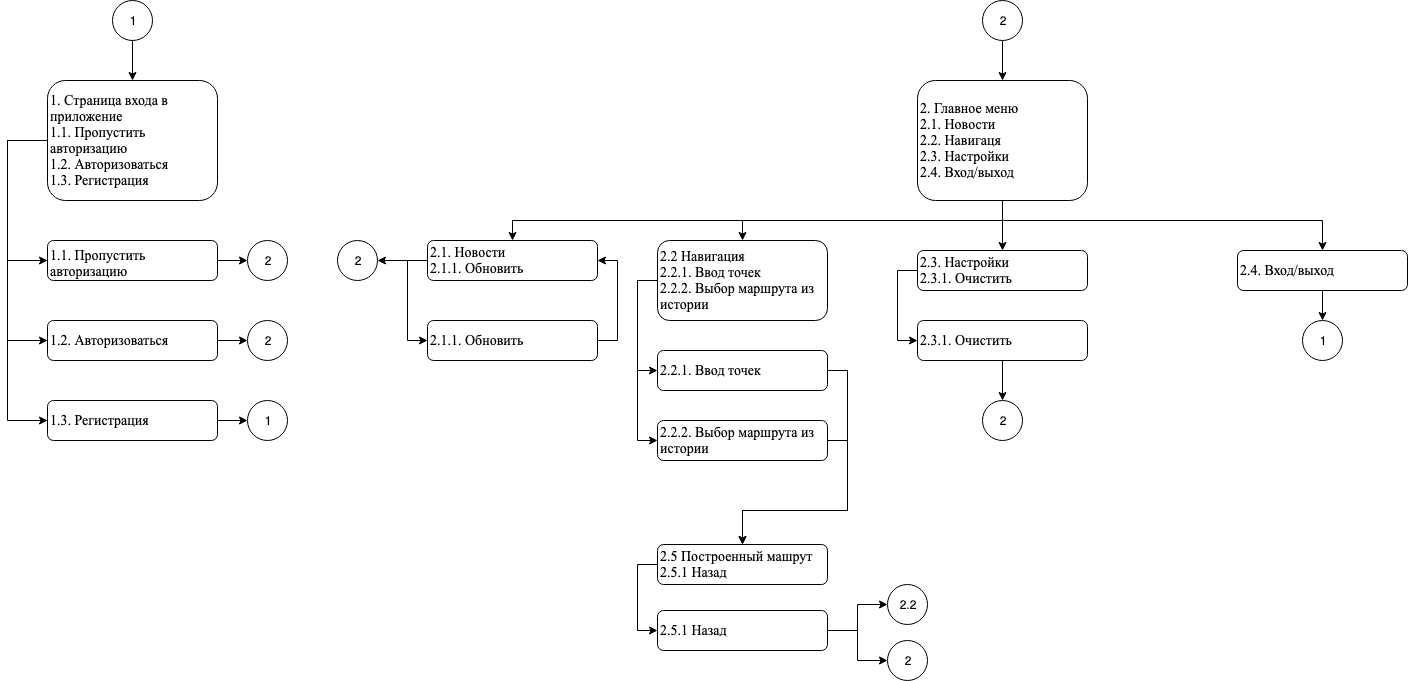 1
1. Страница входа в
приложение
1.1. Пропустить
авторизацию
1.2. Авторизоваться
1.3. Регистрация
1.1. Пропустить
авторизацию
2
1.2. Авторизоваться
2
1.3. Регистрация
1
2
2. Главное меню
2.1. Новости
2.2. Навигаця
2.3. Настройки
2.4. Вход/выход
2
2.1. Новости
2.1.1. Обновить
2.1.1. Обновить
2.2 Навигация
2.2.1. Ввод точек
2.2.2. Выбор маршрута из
истории
2.2.1. Ввод точек
2.2.2. Выбор маршрута из
истории
2.5 Построенный машрут
2.5.1 Назад
2.5.1 Назад
2.2
2
2.3. Настройки
2.3.1. Очистить
2.3.1. Очистить
2
2.4. Вход/выход
1